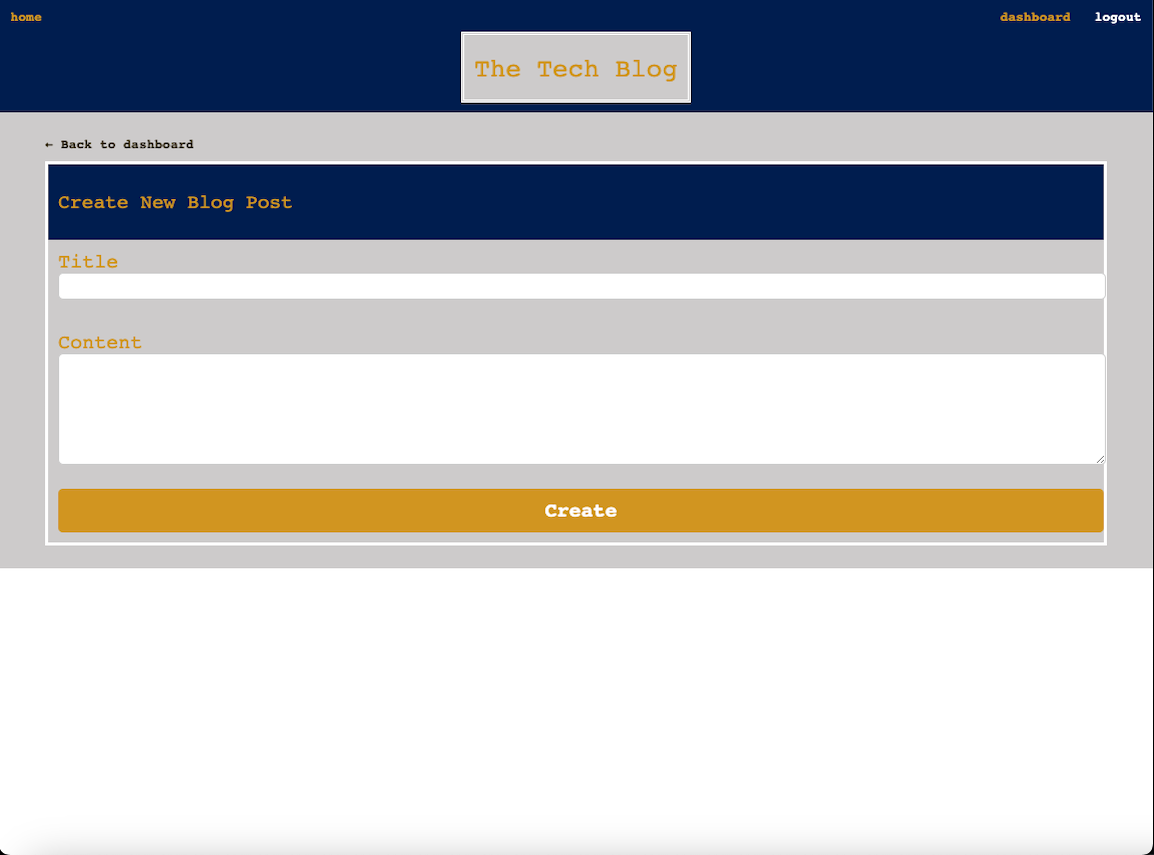 home
dashboard logout
The Tech Blog
← Back to dashboard
Create New Blog Post
Title
Content
Create